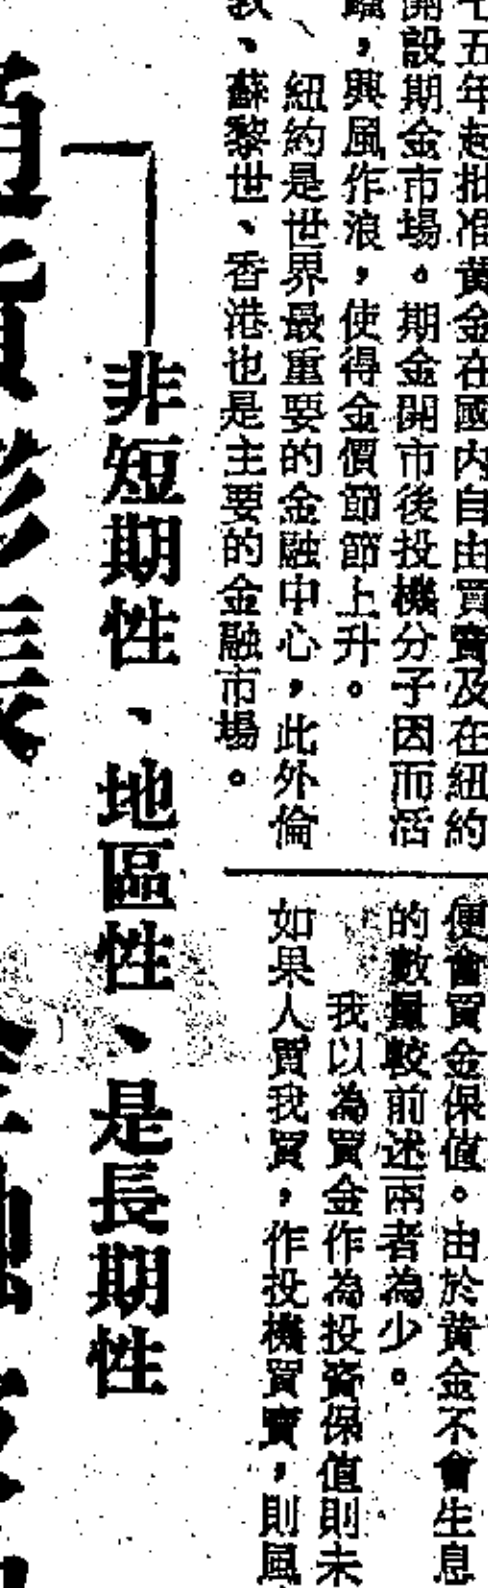 七五年起批准黃金在國內自由買賣及在紐約
開設期金市場。期金開市後投機分子因而活
躍，興風作浪，使得金價節節上升。
紐約是世界最重要的金融中心，此外倫
敦、蘇黎世、香港也是主要的金融市場。
便會買金保值。由於黃金不會生息
的數量較前述兩者為少。
我以為買金作為投資保值則未
如果人買我買，作投機買賣，則風
非短期性、地區性、是長期性